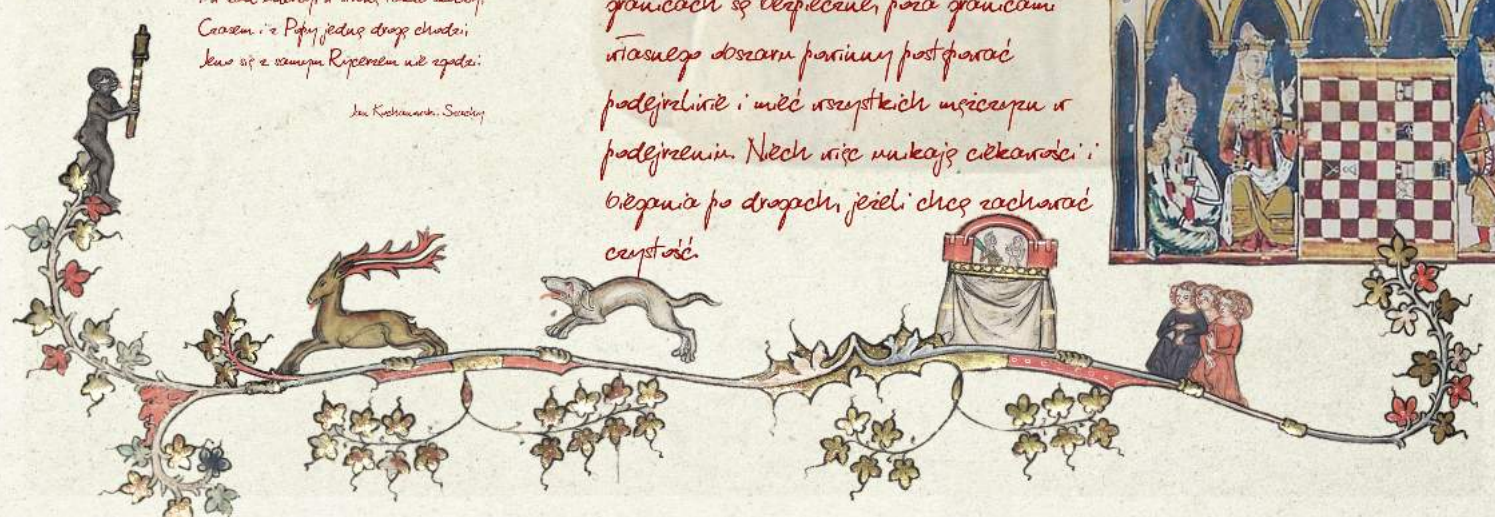 Czasem i z Popy jedną drogą chodzi
Jeno się z samym Rycerzem nie zgodzi.
Jan Kochanowski, Szachy
granicach są bezpieczne, poza granicami
własnego obszaru powinny postępować
podejrzliwie i mieć wszystkich mężczyzn w
podejrzeniu. Niech więc unikają ciekawości i
biegania po drogach, jeżeli chcą zachować
czystość.